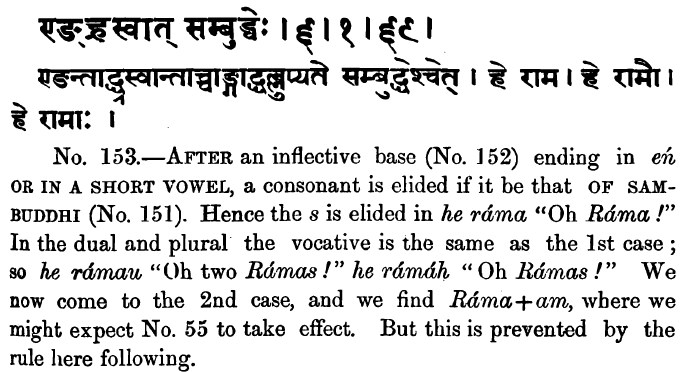 एङ्ह्रस्वात् सम्बुद्धेः । ६ । १ । ६९ ।
एङन्ताद्ध्रस्वान्ताच्चाङ्गाद्धल्लुप्यते सम्बुद्धेश्चेत् । हे राम । हे रामौ ।
हे रामाः ।
No. 153.—AFTER an inflective base (No. 152) ending in eń
OR IN A SHORT VOWEL, a consonant is elided if it be that OF SAM-
BUDDHI (No. 151). Hence the s is elided in he ráma “Oh Ráma !”
In the dual and plural the vocative is the same as the 1st case ;
so he rámau “Oh two Rámas !” he rámáh “Oh Rámas !” We
now come to the 2nd case, and we find Ráma+am, where we
might expect No. 55 to take effect. But this is prevented by the
rule here following.